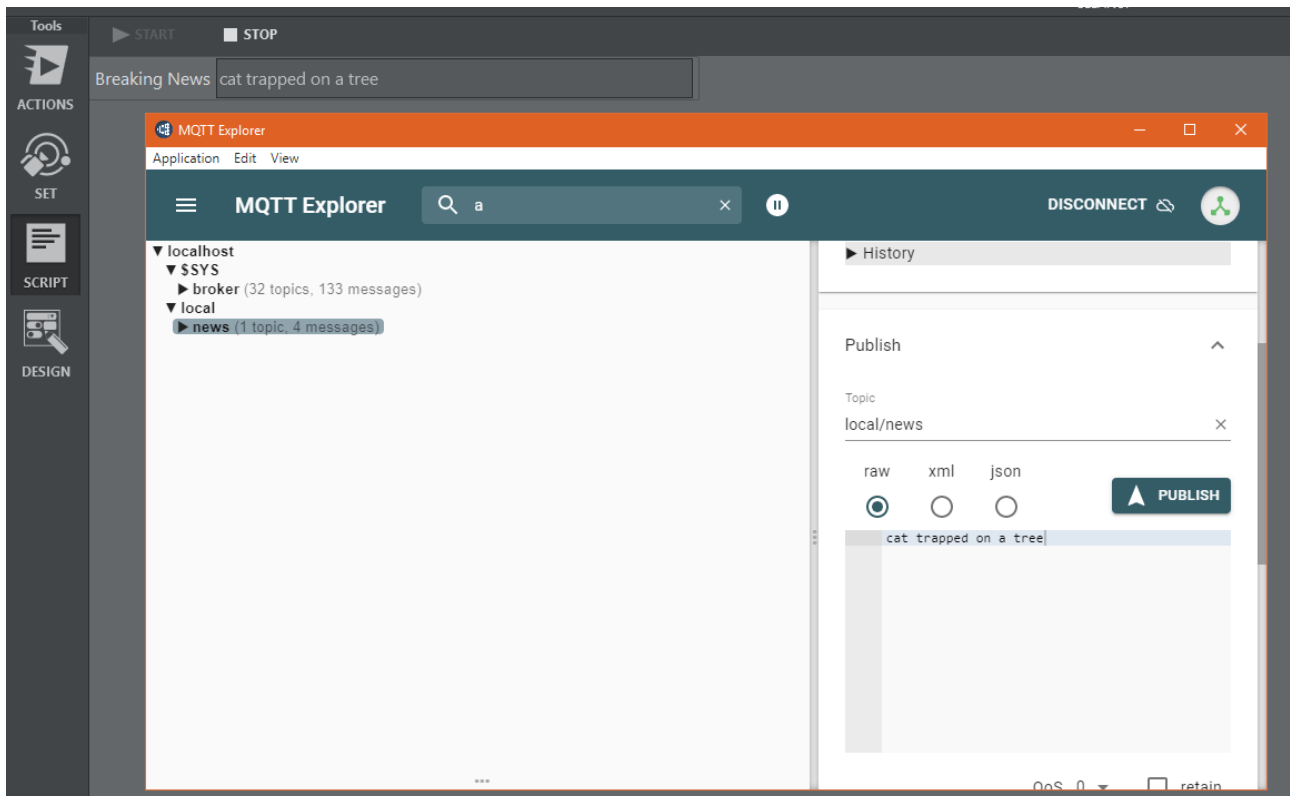 Tools
START
STOP
Breaking News cat trapped on a tree
ACTIONS
SET
SCRIPT
DESIGN
MQTT Explorer
Application Edit View
MQTT Explorer
a
DISCONNECT
▼ localhost
▼ $SYS
▶ broker (32 topics, 133 messages)
▼ local
▶ news (1 topic, 4 messages)
▶ History
Publish
Topic
local/news
raw xml json
PUBLISH
cat trapped on a tree
QoS 0
retain